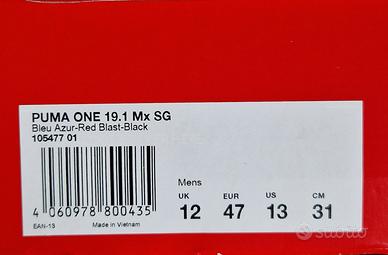 PUMA ONE 19.1 Mx SG
Bleu Azur-Red Blast-Black
105477 01
Mens
UK EUR US CM
12 47 13 31
4 060978 800435
EAN-13 Made in Vietnam
subito